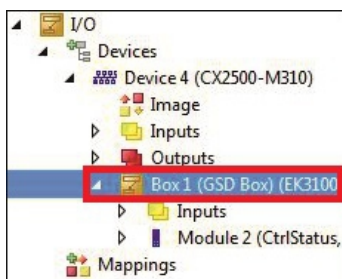 I/O
Devices
Device 4 (CX2500-M310)
Image
Inputs
Outputs
Box 1 (GSD Box) (EK3100
Inputs
Module 2 (CtrlStatus,
Mappings